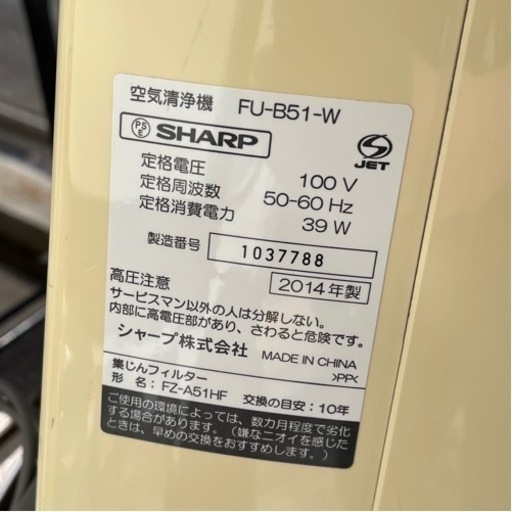 空気清浄機 FU-B51-W
PSE SHARP
JET
定格電圧 100 V
定格周波数 50-60 Hz
定格消費電力 39 W
製造番号 1037788
高圧注意 2014年製
サービスマン以外の人は分解しない。
内部に高電圧部があり、さわると危険です。
シャープ株式会社 MADE IN CHINA
>PP<
集じんフィルター
形 名: FZ-A51HF 交換の目安: 10年
ご使用の環境によっては、数カ月程度で劣化
する場合があります。(嫌なニオイを感じた
ときは、早めの交換をおすすめします。)